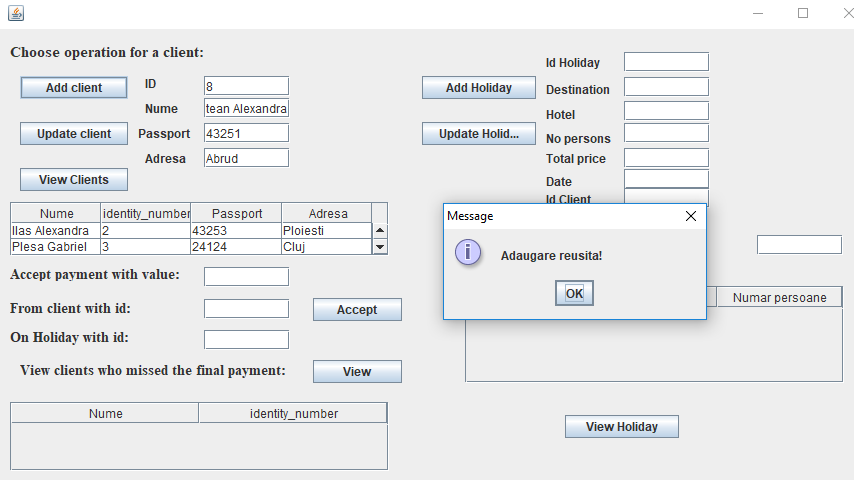 Choose operation for a client:
Add client
ID
8
Nume
tean Alexandra
Update client
Passport
43251
Adresa
Abrud
View Clients
Nume identity_number Passport Adresa
Ilas Alexandra 2 43253 Ploiesti
Plesa Gabriel 3 24124 Cluj
Accept payment with value:
From client with id:
Accept
On Holiday with id:
View clients who missed the final payment:
View
Nume identity_number
Id Holiday
Add Holiday
Destination
Hotel
Update Holid...
No persons
Total price
Date
Id Client
Message
Adaugare reusita!
OK
Numar persoane
View Holiday